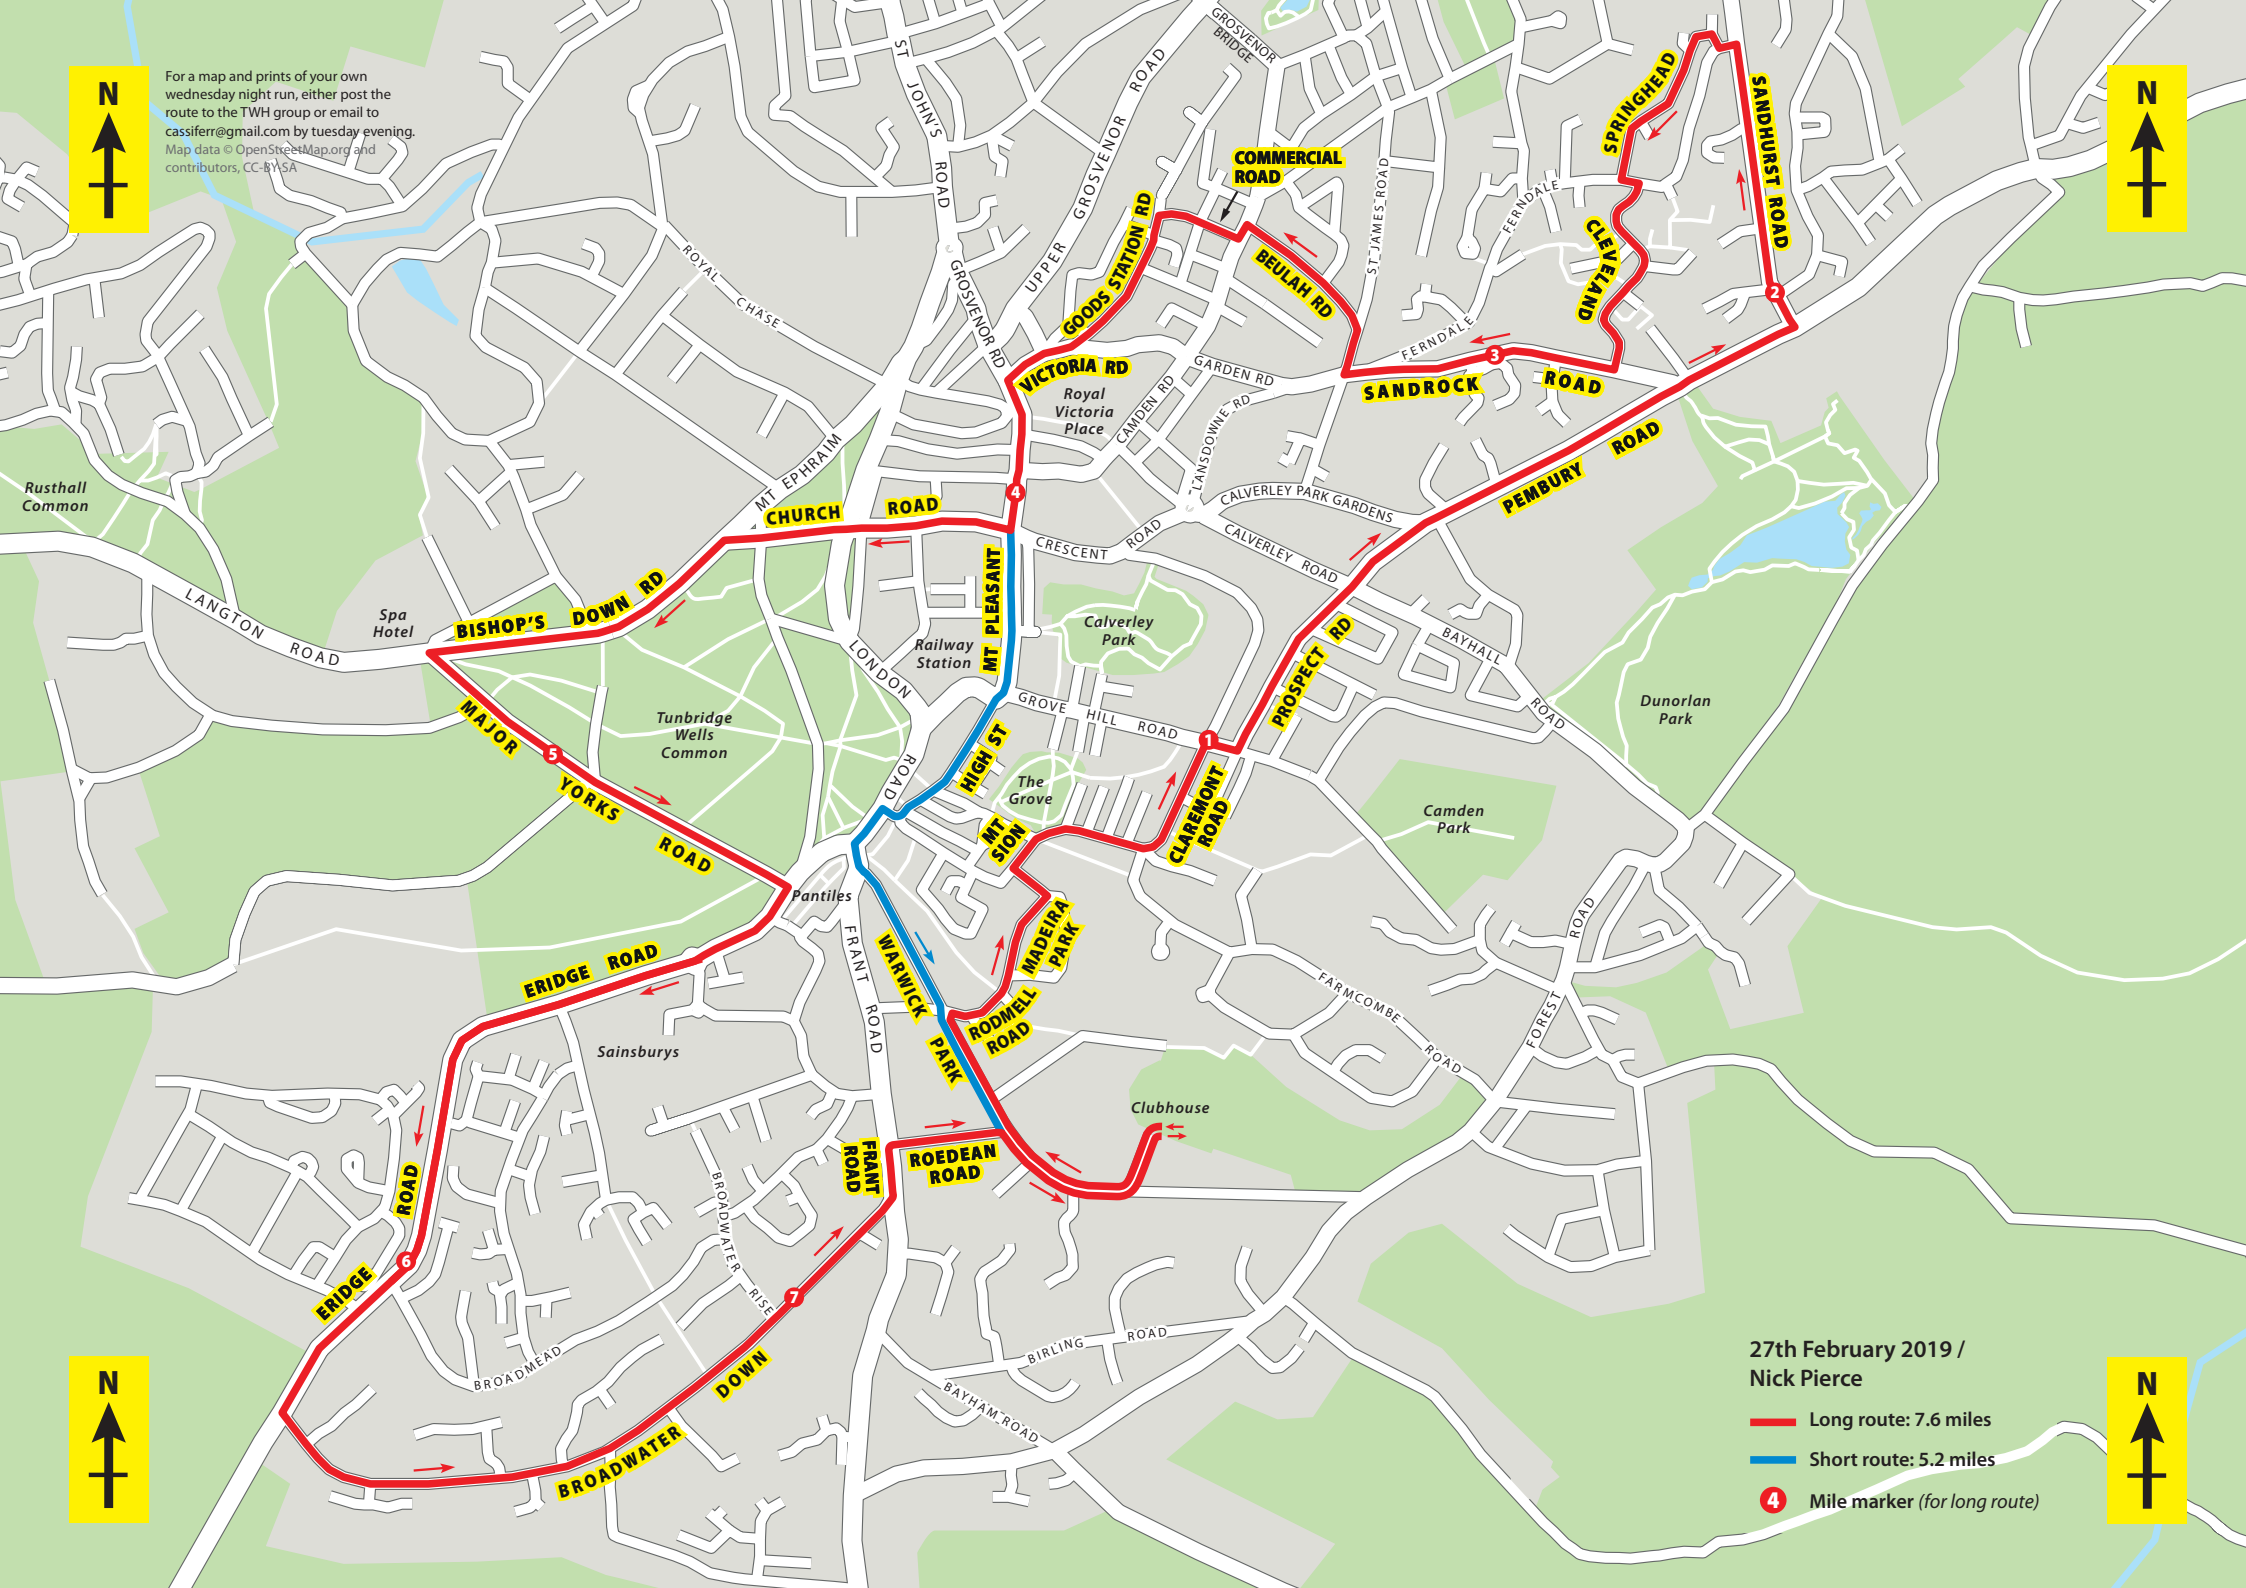 N
For a map and prints of your own
wednesday night run, either post the
route to the TWH group or email to
cassiferr@gmail.com by tuesday evening.
Map data © OpenStreetMap.org and
contributors, CC-BY-SA
N
ST JOHN'S ROAD
GROSVENOR
BRIDGE
UPPER GROSVENOR ROAD
GROSVENOR RD
ROYAL CHASE
COMMERCIAL
ROAD
GOODS STATION RD
BEULAH RD
ST JAMES ROAD
SPRINGHEAD
SANDHURST ROAD
FERNDALE
CLEVELAND
2
FERNDALE
3
SANDROCK ROAD
VICTORIA RD
GARDEN RD
Royal
Victoria
Place
CAMDEN RD
LANSDOWNE RD
PEMBURY ROAD
MT EPHRAIM
Rusthall
Common
4
CHURCH ROAD
CALVERLEY PARK GARDENS
CRESCENT ROAD
CALVERLEY ROAD
MT PLEASANT
LANGTON ROAD
Spa
Hotel
BISHOP'S DOWN RD
Calverley
Park
Railway
Station
LONDON ROAD
PROSPECT RD
BAYHALL ROAD
Dunorlan
Park
GROVE HILL ROAD
1
MAJOR YORKS ROAD
5
Tunbridge
Wells
Common
HIGH ST
The
Grove
MT
SION
CLAREMONT
ROAD
Camden
Park
Pantiles
FRANT ROAD
WARWICK PARK
MADEIRA
PARK
RODMELL
ROAD
FARMCOMBE ROAD
FOREST ROAD
ERIDGE ROAD
Sainsburys
Clubhouse
FRANT
ROAD
ROEDEAN
ROAD
BROADWATER RISE
ERIDGE ROAD
6
7
BROADMEAD
BROADWATER DOWN
BIRLING ROAD
BAYHAM ROAD
N
27th February 2019 /
Nick Pierce
Long route: 7.6 miles
Short route: 5.2 miles
4 Mile marker (for long route)
N